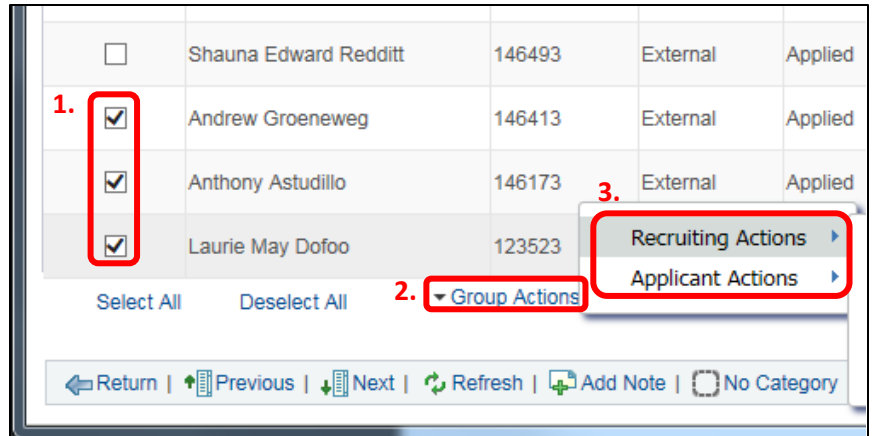 Shauna Edward Redditt 146493 External Applied
1. Andrew Groeneweg 146413 External Applied
Anthony Astudillo 146173 External Applied
3.
Laurie May Dofoo 123523 Recruiting Actions
Applicant Actions
Select All Deselect All 2. Group Actions
Return | Previous | Next | Refresh | Add Note | No Category